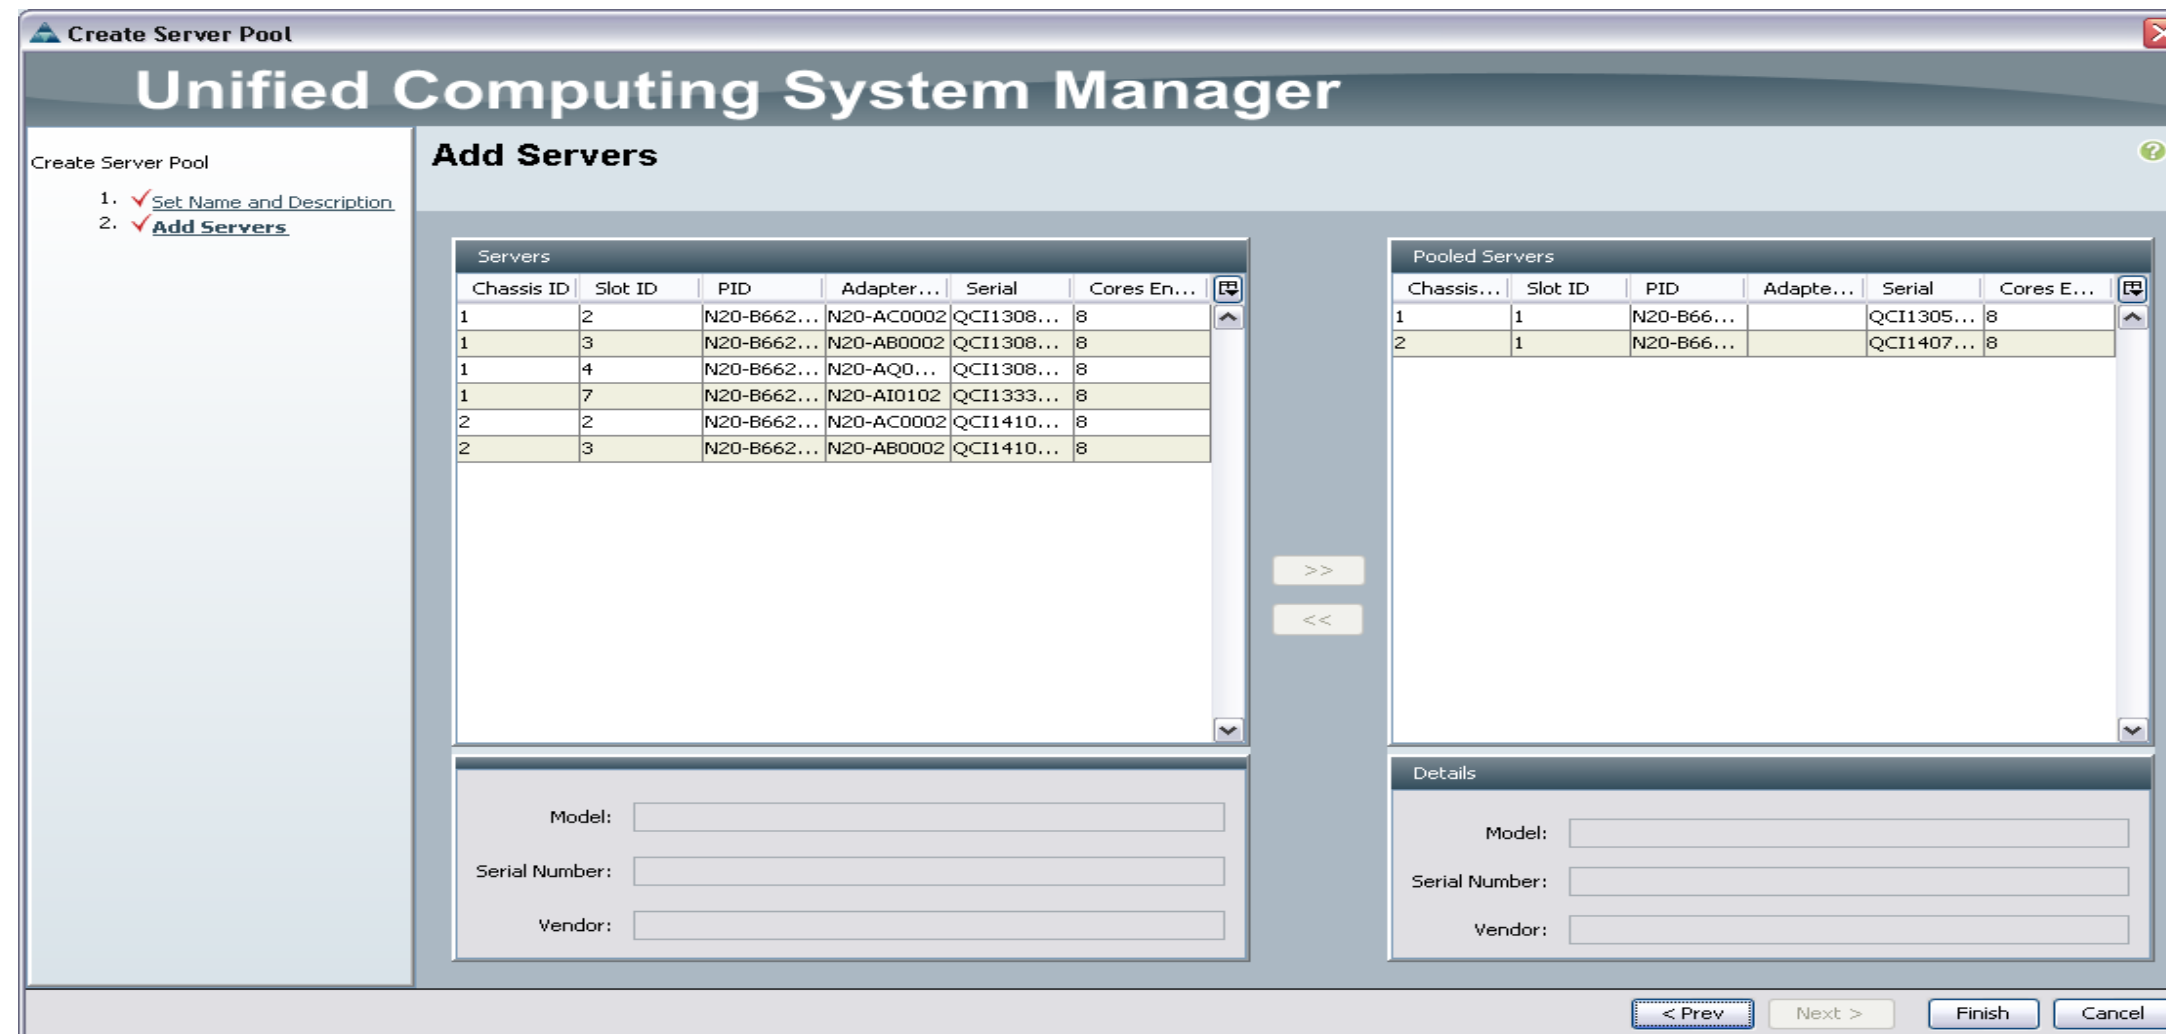 Create Server Pool
Unified Computing System Manager
Create Server Pool
1. Set Name and Description
2. Add Servers
Add Servers
Servers
Chassis ID Slot ID PID Adapter... Serial Cores En...
1 2 N20-B662... N20-AC0002 QCI1308... 8
1 3 N20-B662... N20-AB0002 QCI1308... 8
1 4 N20-B662... N20-AQ0... QCI1308... 8
1 7 N20-B662... N20-AI0102 QCI1333... 8
2 2 N20-B662... N20-AC0002 QCI1410... 8
2 3 N20-B662... N20-AB0002 QCI1410... 8
Model:
Serial Number:
Vendor:
>>
<<
Pooled Servers
Chassis... Slot ID PID Adapte... Serial Cores E...
1 1 N20-B66... QCI1305... 8
2 1 N20-B66... QCI1407... 8
Details
Model:
Serial Number:
Vendor:
< Prev Next > Finish Cancel